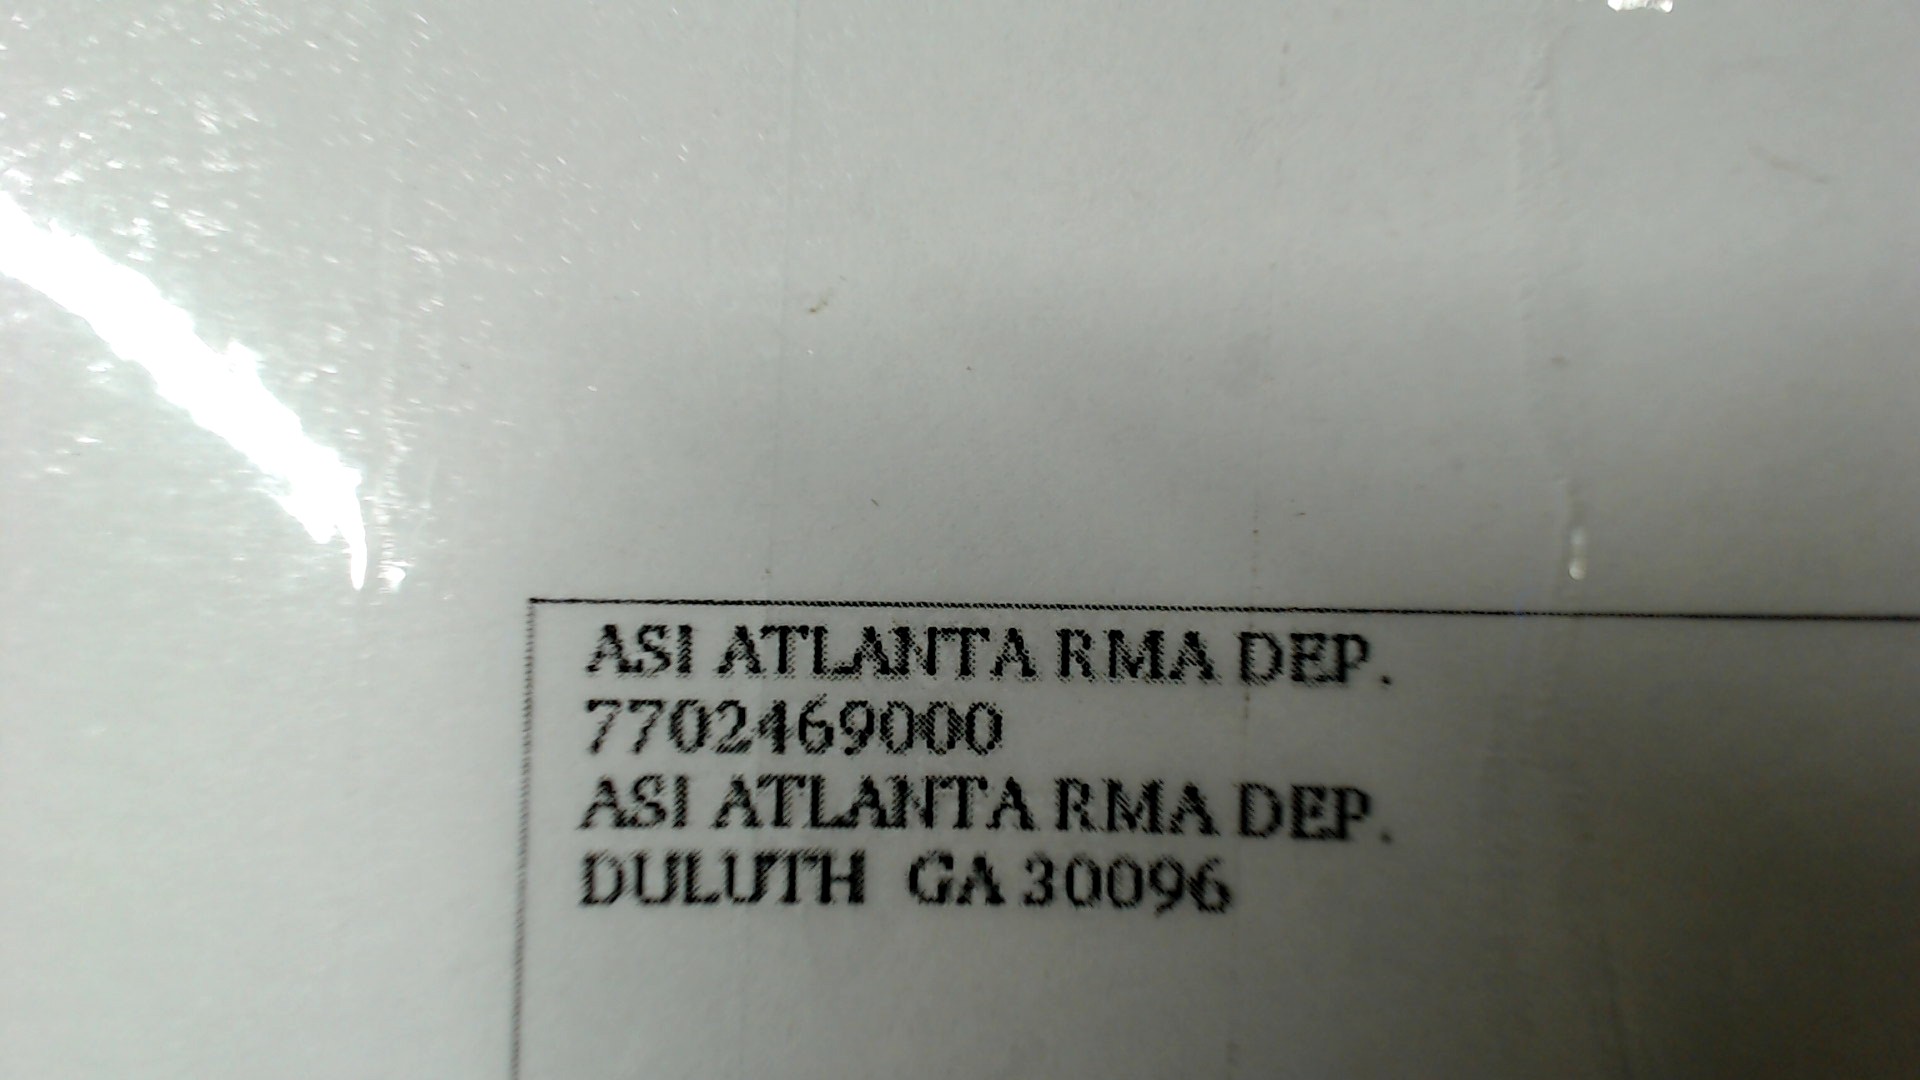 ASI ATLANTA RMA DEP.
7702469000
ASI ATLANTA RMA DEP.
DULUTH GA 30096